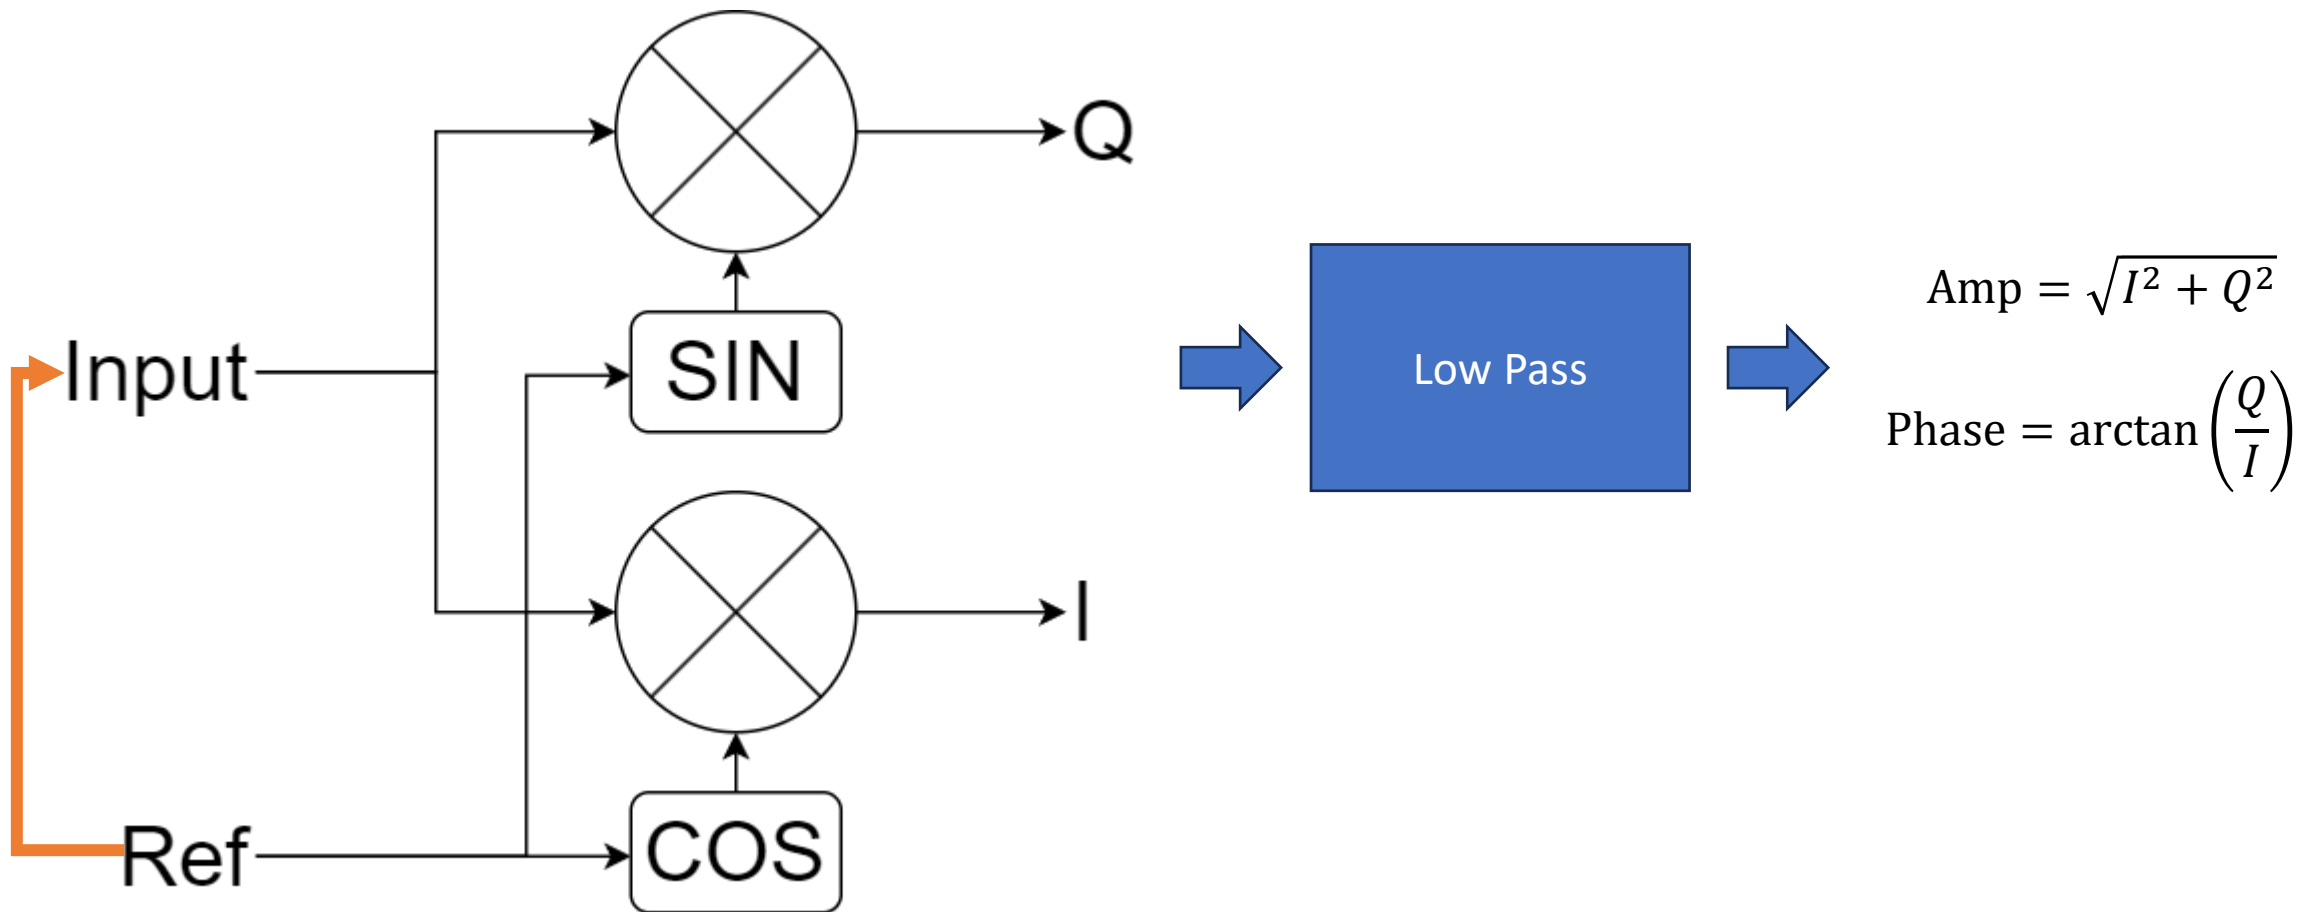 Q
Input
SIN
I
Ref
COS
Low Pass
Amp = √(I² + Q²)
Phase = arctan(Q/I)